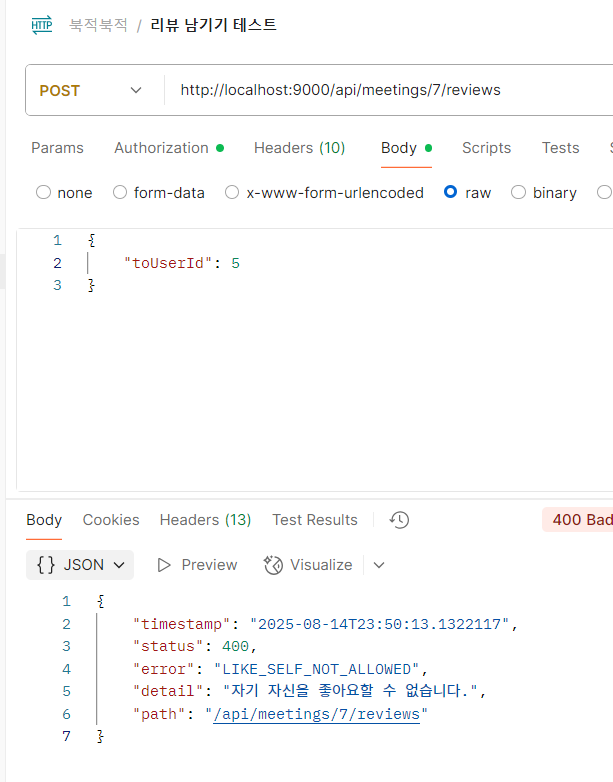 HTTP 북적북적 / 리뷰 남기기 테스트
POST http://localhost:9000/api/meetings/7/reviews
Params Authorization Headers (10) Body Scripts Tests
none form-data x-www-form-urlencoded raw binary
1 {
2 "toUserId": 5
3 }
Body Cookies Headers (13) Test Results 400 Bad
{} JSON Preview Visualize
1 {
2 "timestamp": "2025-08-14T23:50:13.1322117",
3 "status": 400,
4 "error": "LIKE_SELF_NOT_ALLOWED",
5 "detail": "자기 자신을 좋아요할 수 없습니다.",
6 "path": "/api/meetings/7/reviews"
7 }